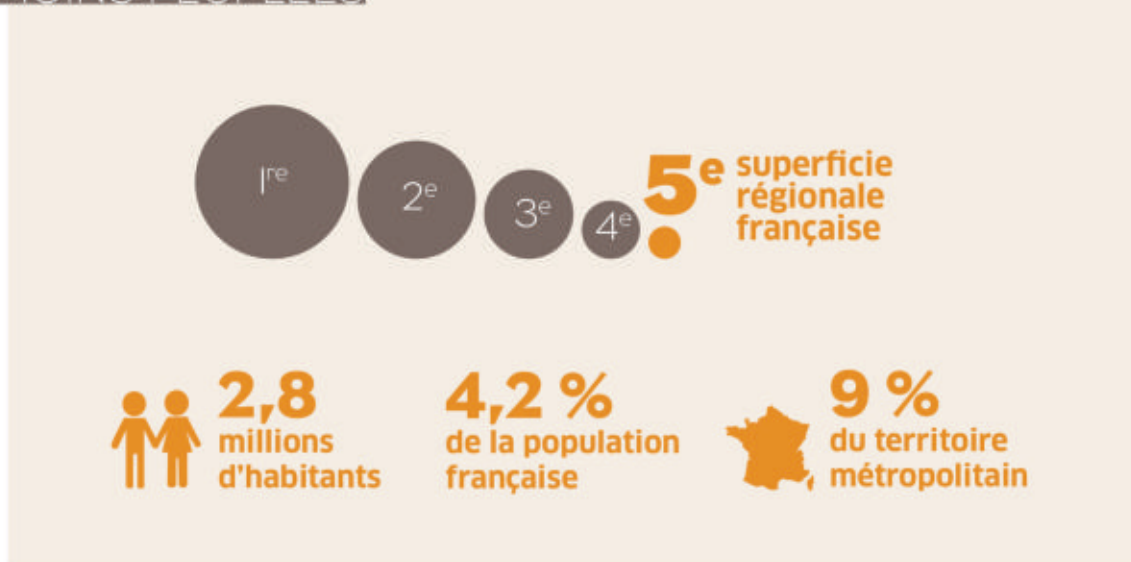 1re
2e
3e
4e
5e
superficie
régionale
française
2,8
millions
d'habitants
4,2 %
de la population
française
9 %
du territoire
métropolitain